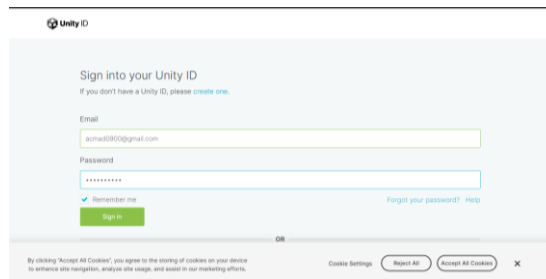 Unity ID
Sign into your Unity ID
If you don't have a Unity ID, please create one.
Email
acmad0900@gmail.com
Password
Remember me
Forgot your password? Help
Sign in
OR
By clicking "Accept All Cookies", you agree to the storing of cookies on your device
to enhance site navigation, analyze site usage, and assist in our marketing efforts.
Cookie Settings
Reject All
Accept All Cookies